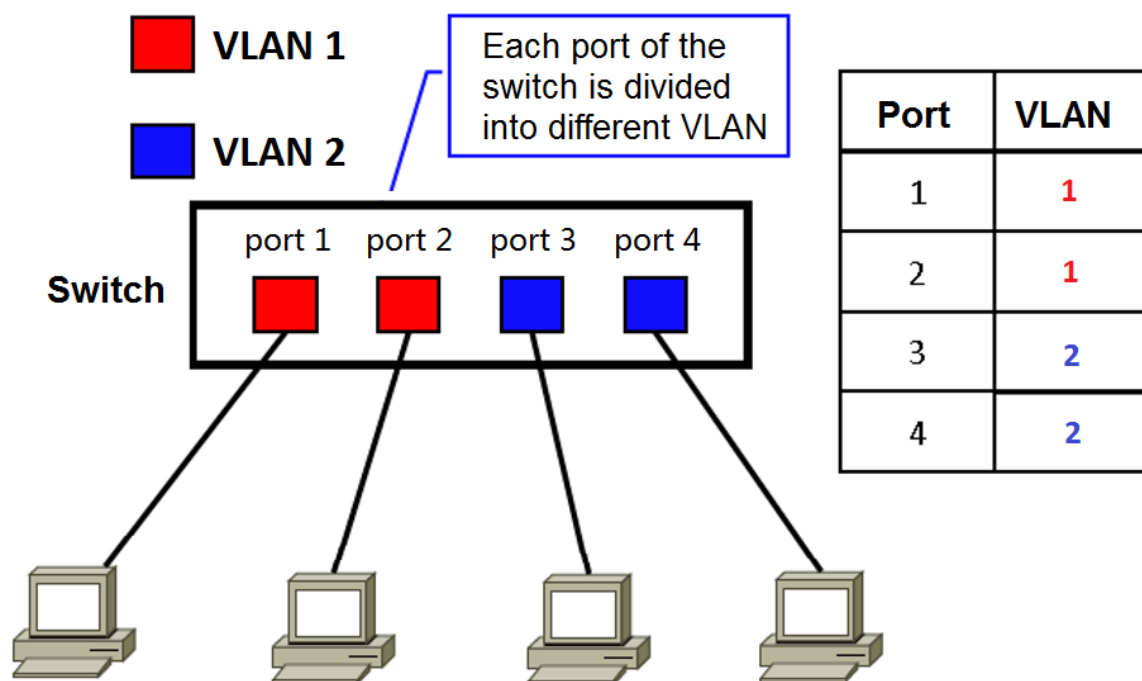 VLAN 1
VLAN 2
Each port of the
switch is divided
into different VLAN
Switch
port 1 port 2 port 3 port 4
Port VLAN
1 1
2 1
3 2
4 2